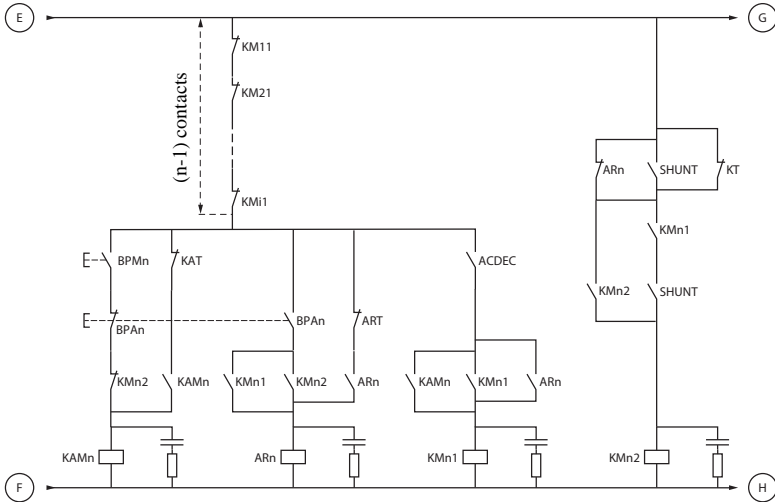 E
G
KM11
KM21
(n-1) contacts
KMi1
ARn
SHUNT
KT
KMn1
BPMn
KAT
ACDEC
KMn2
SHUNT
BPAn
BPAn
ART
KMn2
KAMn
KMn1
KMn2
ARn
KAMn
KMn1
ARn
KAMn
ARn
KMn1
KMn2
F
H